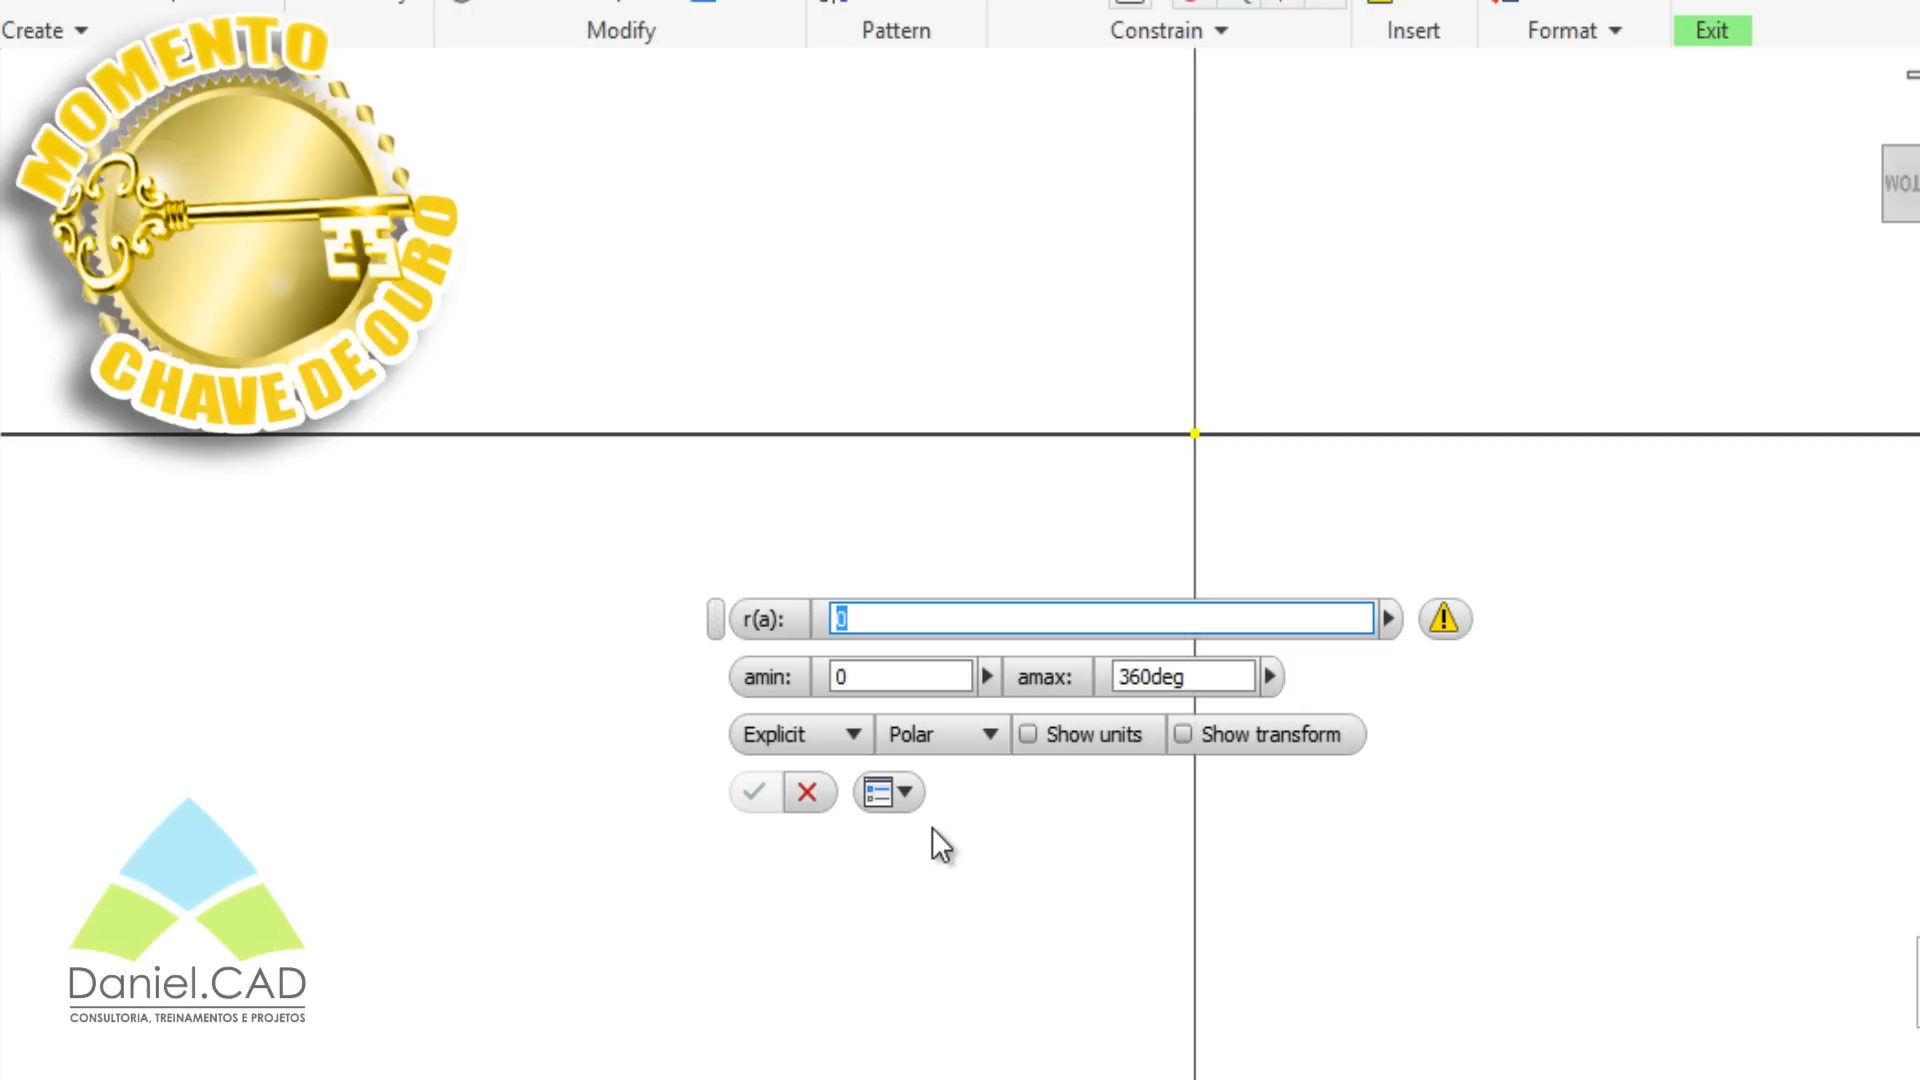 Create
Modify
Pattern
Constrain
Insert
Format
Exit
MOMENTO
CHAVE DE OURO
r(a):
0
amin:
0
amax:
360deg
Explicit
Polar
Show units
Show transform
Daniel.CAD
CONSULTORIA, TREINAMENTOS E PROJETOS